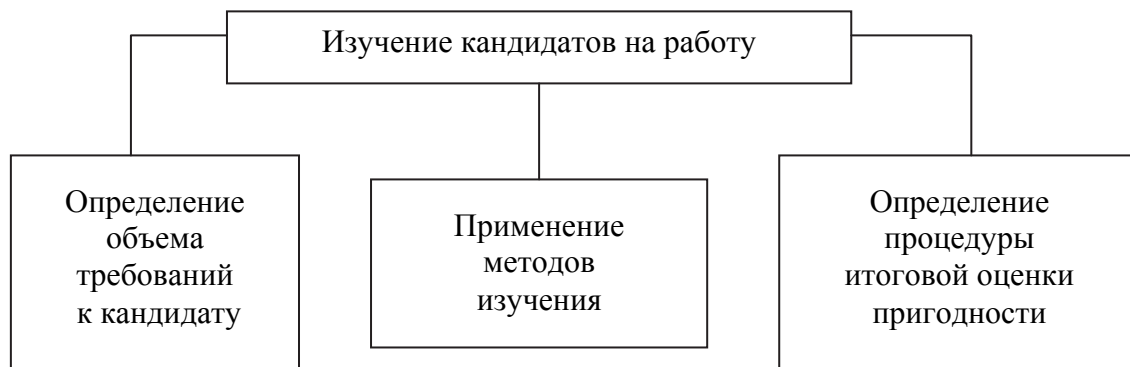 Изучение кандидатов на работу
Определение
объема
требований
к кандидату
Применение
методов
изучения
Определение
процедуры
итоговой оценки
пригодности